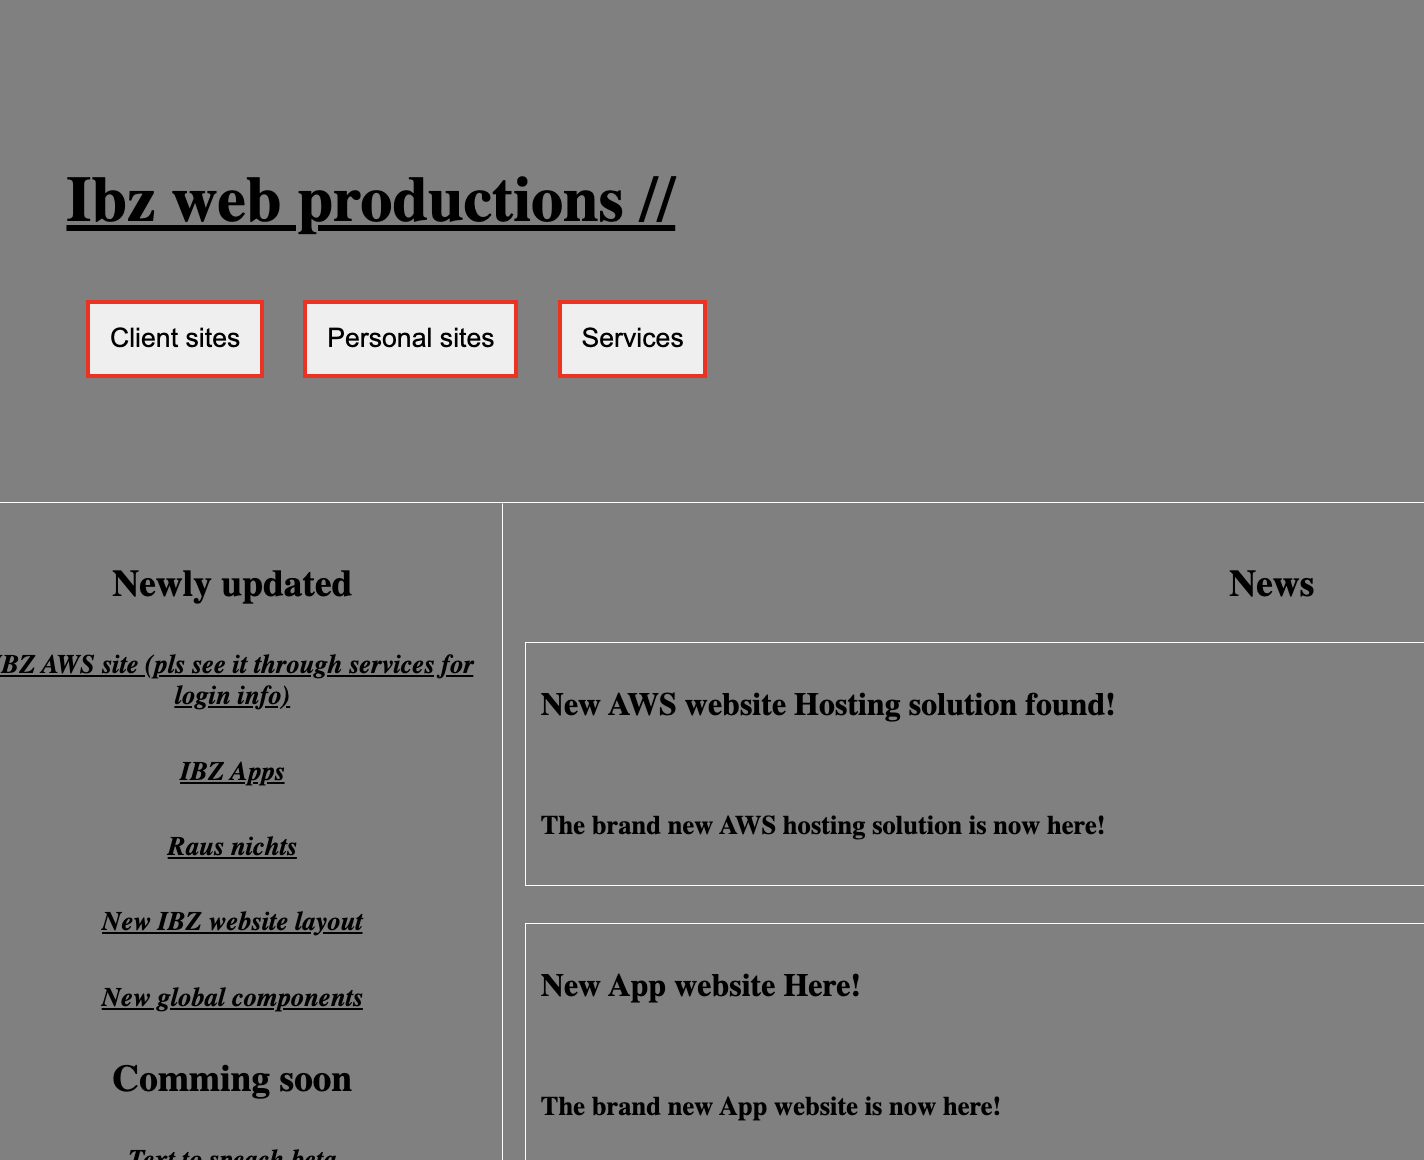 Ibz web productions //
Client sites
Personal sites
Services
Newly updated
IBZ AWS site (pls see it through services for
login info)
IBZ Apps
Raus nichts
New IBZ website layout
New global components
Comming soon
Text to speach beta
News
New AWS website Hosting solution found!
The brand new AWS hosting solution is now here!
New App website Here!
The brand new App website is now here!